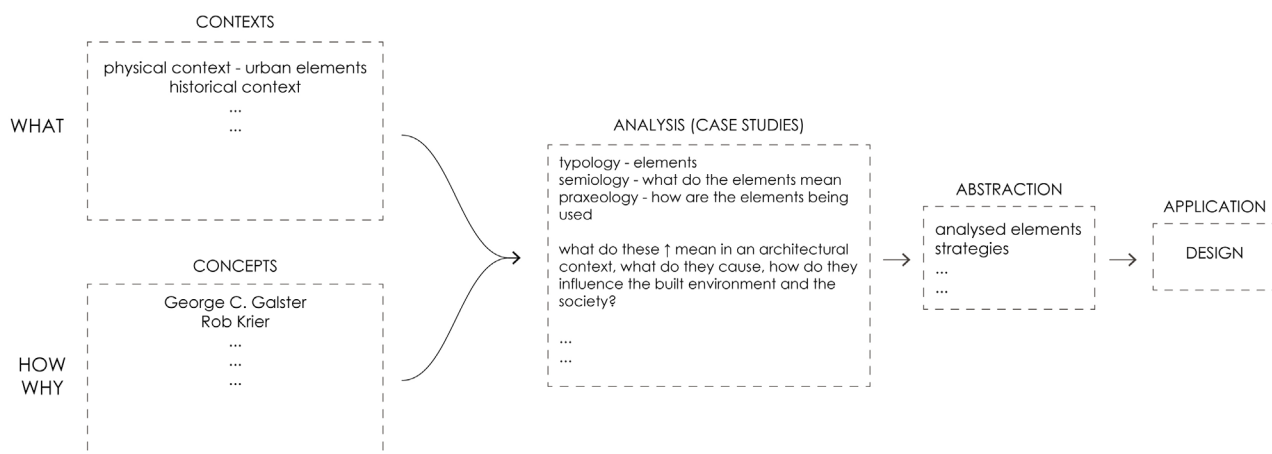 CONTEXTS
WHAT
physical context - urban elements
historical context
...
...
CONCEPTS
HOW
WHY
George C. Galster
Rob Krier
...
...
...
ANALYSIS (CASE STUDIES)
typology - elements
semiology - what do the elements mean
praxeology - how are the elements being
used
what do these ↑ mean in an architectural
context, what do they cause, how do they
influence the built environment and the
society?
...
...
ABSTRACTION
analysed elements
strategies
...
...
APPLICATION
DESIGN